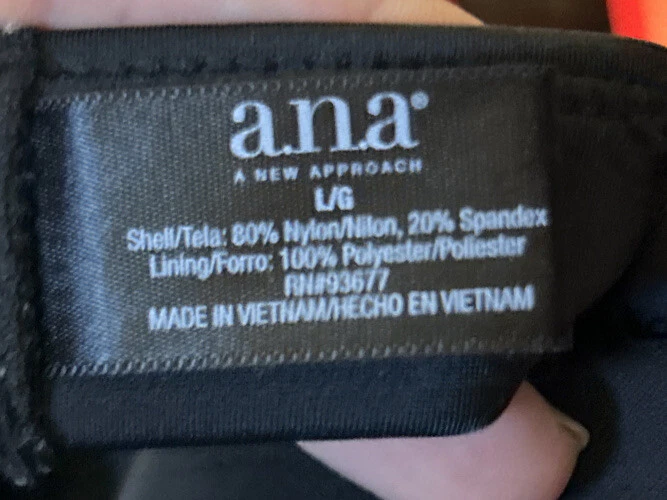 a.n.a®
A NEW APPROACH
L/G
Shell/Tela: 80% Nylon/Nilon, 20% Spandex
Lining/Forro: 100% Polyester/Poliester
RN#93677
MADE IN VIETNAM/HECHO EN VIETNAM